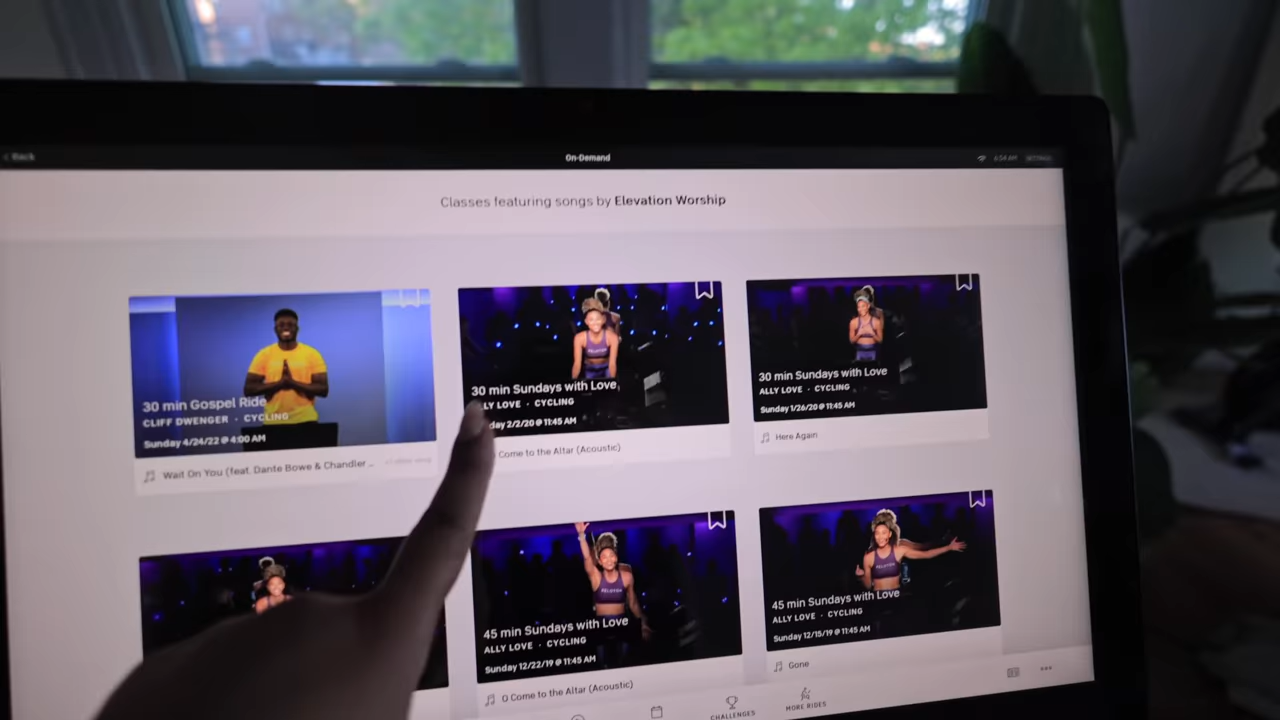 < Back
On-Demand
6:54 AM
Classes featuring songs by Elevation Worship
30 min Gospel Ride
CLIFF DWENGER · CYCLING
Sunday 4/24/22 @ 4:00 AM
Wait On You (feat. Dante Bowe & Chandler ...
30 min Sundays with Love
LLY LOVE · CYCLING
day 2/2/20 @ 11:45 AM
Come to the Altar (Acoustic)
30 min Sundays with Love
ALLY LOVE · CYCLING
Sunday 1/26/20 @ 11:45 AM
Here Again
PELOTON
45 min Sundays with Love
ALLY LOVE · CYCLING
Sunday 12/22/19 @ 11:45 AM
O Come to the Altar (Acoustic)
45 min Sundays with Love
ALLY LOVE · CYCLING
Sunday 12/15/19 @ 11:45 AM
Gone
CHALLENGES
MORE RIDES